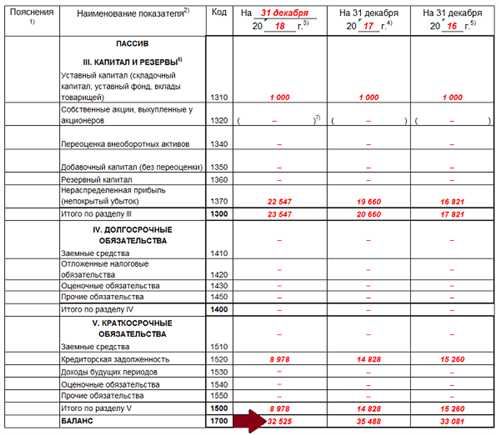 Пояснения 1) Наименование показателя2) Код На 31 декабря 20 18 г.3) На 31 декабря 20 17 г.4) На 31 декабря 20 16 г.5)
ПАССИВ
III. КАПИТАЛ И РЕЗЕРВЫ6)
Уставный капитал (складочный
капитал, уставный фонд, вклады
товарищей) 1310 1 000 1 000 1 000
Собственные акции, выкупленные у
акционеров 1320 ( – )7) ( – ) ( – )
Переоценка внеоборотных активов 1340 – – –
Добавочный капитал (без переоценки) 1350 – – –
Резервный капитал 1360 – – –
Нераспределенная прибыль
(непокрытый убыток) 1370 22 547 19 660 16 821
Итого по разделу III 1300 23 547 20 660 17 821
IV. ДОЛГОСРОЧНЫЕ
ОБЯЗАТЕЛЬСТВА
Заемные средства 1410 – – –
Отложенные налоговые
обязательства 1420 – – –
Оценочные обязательства 1430 – – –
Прочие обязательства 1450 – – –
Итого по разделу IV 1400 – – –
V. КРАТКОСРОЧНЫЕ
ОБЯЗАТЕЛЬСТВА
Заемные средства 1510 – – –
Кредиторская задолженность 1520 8 978 14 828 15 260
Доходы будущих периодов 1530 – – –
Оценочные обязательства 1540 – – –
Прочие обязательства 1550 – – –
Итого по разделу V 1500 8 978 14 828 15 260
БАЛАНС 1700 32 525 35 488 33 081